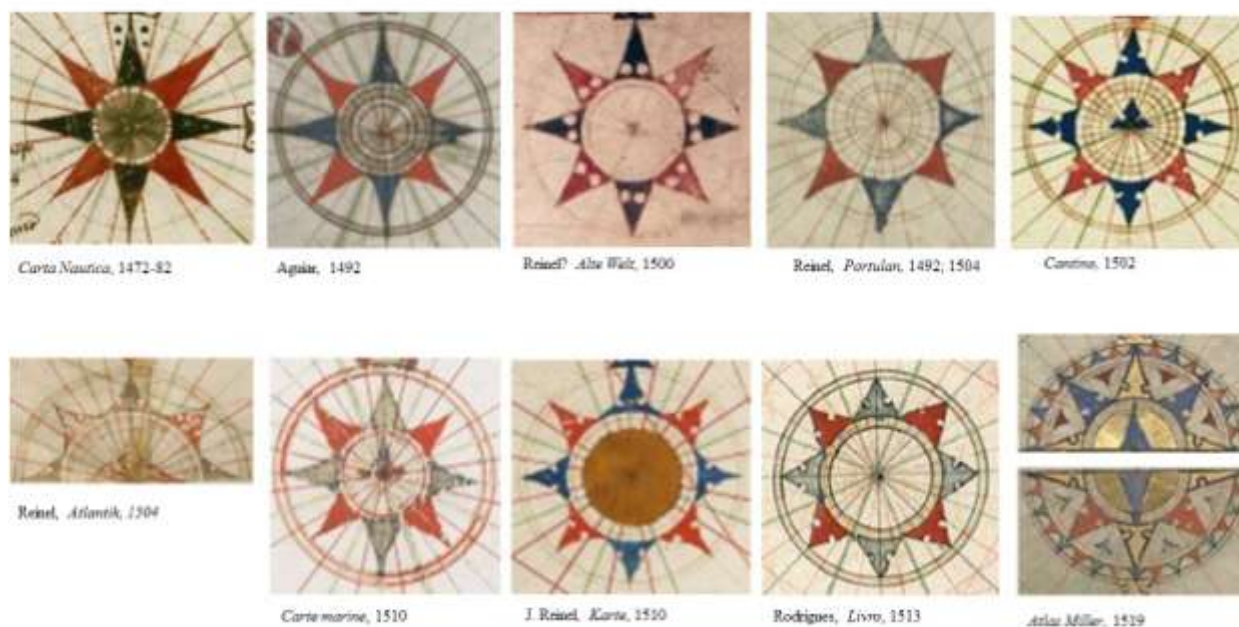 Carta Nautica, 1472-82
Aguiar, 1492
Reinel? Alte Welt, 1500
Reinel, Portulan, 1492; 1504
Cantino, 1502
Reinel, Atlantik, 1504
Carte marine, 1510
J. Reinel, Karte, 1510
Rodrigues, Livro, 1513
Atlas Miller, 1519